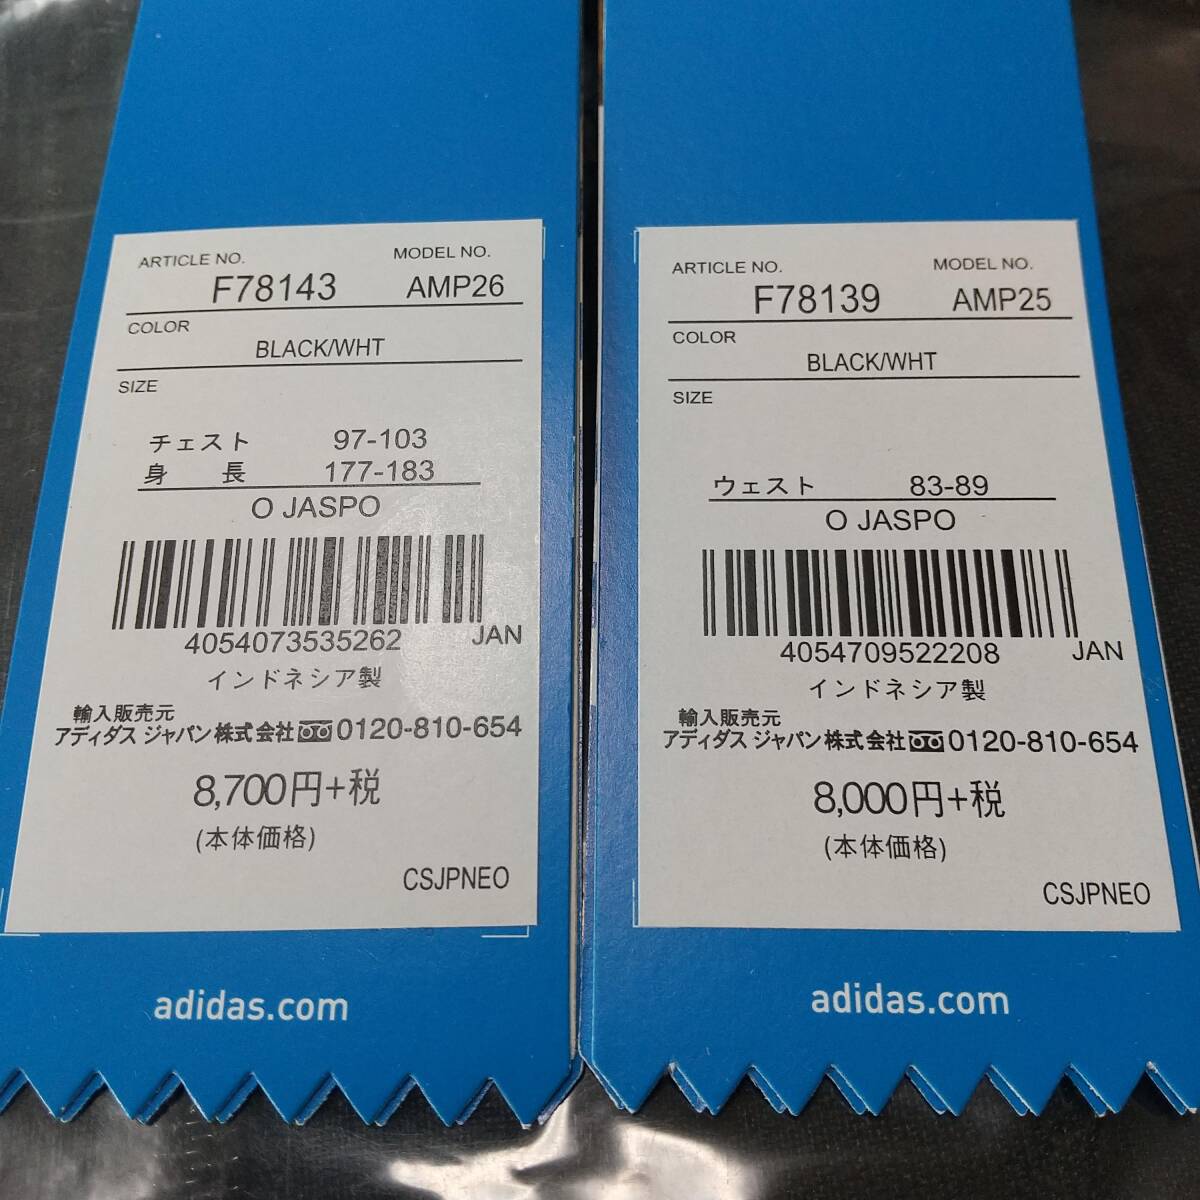 ARTICLE NO. MODEL NO.
F78143 AMP26
COLOR
BLACK/WHT
SIZE
チェスト 97-103
身長 177-183
O JASPO
4054073535262 JAN
インドネシア製
輸入販売元
アディダス ジャパン株式会社 0120-810-654
8,700円+税
(本体価格)
CSJPNEO
adidas.com
ARTICLE NO. MODEL NO.
F78139 AMP25
COLOR
BLACK/WHT
SIZE
ウェスト 83-89
O JASPO
4054709522208 JAN
インドネシア製
輸入販売元
アディダス ジャパン株式会社 0120-810-654
8,000円+税
(本体価格)
CSJPNEO
adidas.com